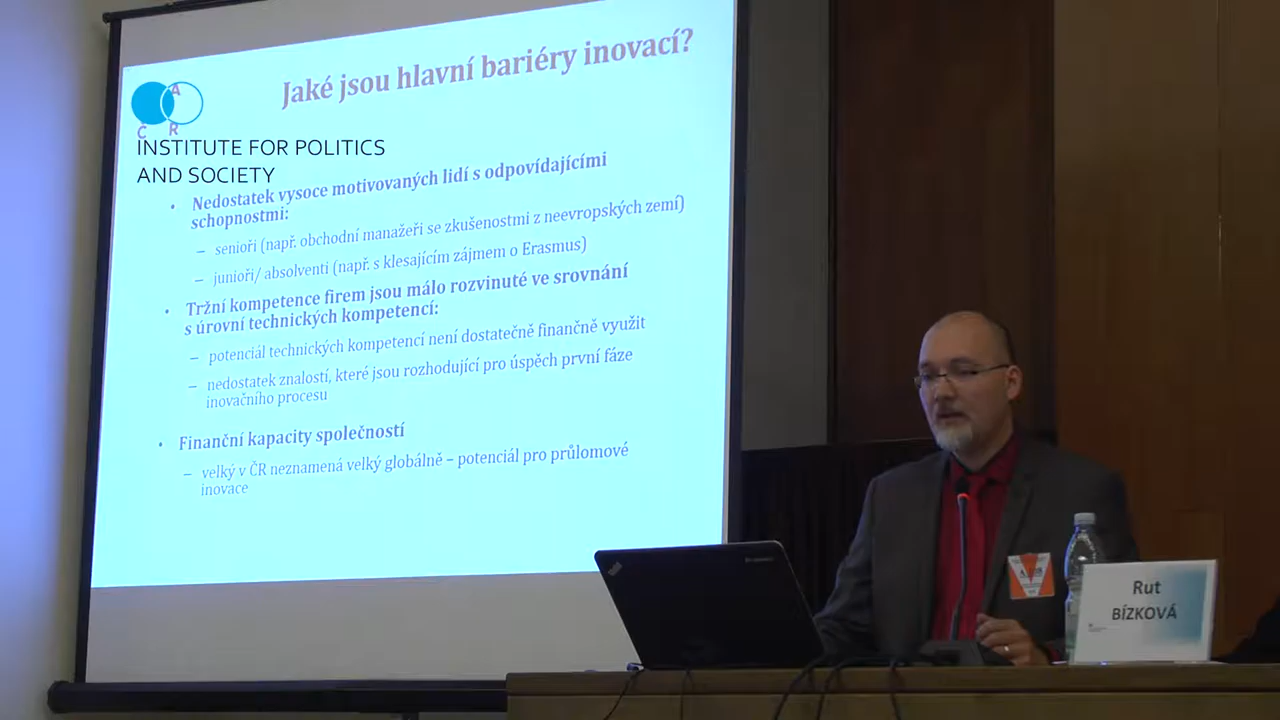 Jaké jsou hlavní bariéry inovací?
A
Č R
INSTITUTE FOR POLITICS
AND SOCIETY
• Nedostatek vysoce motivovaných lidí s odpovídajícími
schopnostmi:
– senioři (např. obchodní manažeři se zkušenostmi z neevropských zemí)
– junioři/ absolventi (např. s klesajícím zájmem o Erasmus)
• Tržní kompetence firem jsou málo rozvinuté ve srovnání
s úrovní technických kompetencí:
– potenciál technických kompetencí není dostatečně finančně využit
– nedostatek znalostí, které jsou rozhodující pro úspěch první fáze
inovačního procesu
• Finanční kapacity společností
– velký v ČR neznamená velký globálně – potenciál pro průlomové
inovace
Rut
BÍZKOVÁ